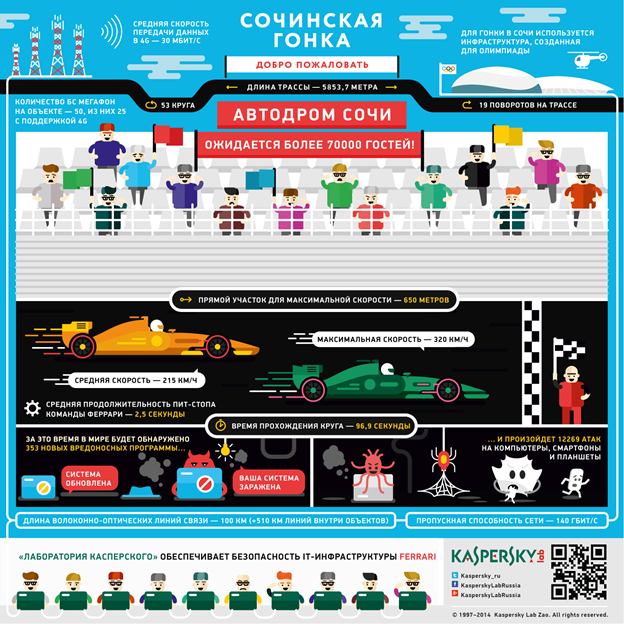 СРЕДНЯЯ СКОРОСТЬ
ПЕРЕДАЧИ ДАННЫХ
В 4G — 30 МБИТ/С
СОЧИНСКАЯ
ГОНКА
ДОБРО ПОЖАЛОВАТЬ
ДЛЯ ГОНКИ В СОЧИ ИСПОЛЬЗУЕТСЯ
ИНФРАСТРУКТУРА, СОЗДАННАЯ
ДЛЯ ОЛИМПИАДЫ
ДЛИНА ТРАССЫ — 5853,7 МЕТРА
КОЛИЧЕСТВО БС МЕГАФОН
НА ОБЪЕКТЕ — 50, ИЗ НИХ 25
С ПОДДЕРЖКОЙ 4G
53 КРУГА
19 ПОВОРОТОВ НА ТРАССЕ
АВТОДРОМ СОЧИ
ОЖИДАЕТСЯ БОЛЕЕ 70000 ГОСТЕЙ!
ПРЯМОЙ УЧАСТОК ДЛЯ МАКСИМАЛЬНОЙ СКОРОСТИ — 650 МЕТРОВ
МАКСИМАЛЬНАЯ СКОРОСТЬ — 320 КМ/Ч
СРЕДНЯЯ СКОРОСТЬ — 215 КМ/Ч
СРЕДНЯЯ ПРОДОЛЖИТЕЛЬНОСТЬ ПИТ-СТОПА
КОМАНДЫ ФЕРРАРИ — 2,5 СЕКУНДЫ
ВРЕМЯ ПРОХОЖДЕНИЯ КРУГА — 96,9 СЕКУНДЫ
ЗА ЭТО ВРЕМЯ В МИРЕ БУДЕТ ОБНАРУЖЕНО
353 НОВЫХ ВРЕДОНОСНЫХ ПРОГРАММЫ...
СИСТЕМА
ОБНОВЛЕНА
ВАША СИСТЕМА
ЗАРАЖЕНА
... И ПРОИЗОЙДЕТ 12269 АТАК
НА КОМПЬЮТЕРЫ, СМАРТФОНЫ
И ПЛАНШЕТЫ
ДЛИНА ВОЛОКОННО-ОПТИЧЕСКИХ ЛИНИЙ СВЯЗИ — 100 КМ (+510 КМ ЛИНИЙ ВНУТРИ ОБЪЕКТОВ)
ПРОПУСКНАЯ СПОСОБНОСТЬ СЕТИ — 140 ГБИТ/С
«ЛАБОРАТОРИЯ КАСПЕРСКОГО» ОБЕСПЕЧИВАЕТ БЕЗОПАСНОСТЬ IT-ИНФРАСТРУКТУРЫ FERRARI
KASPERSKY lab
Kaspersky_ru
KasperskyLabRussia
KasperskyLabRussia
© 1997–2014 Kaspersky Lab Zao. All rights reserved.